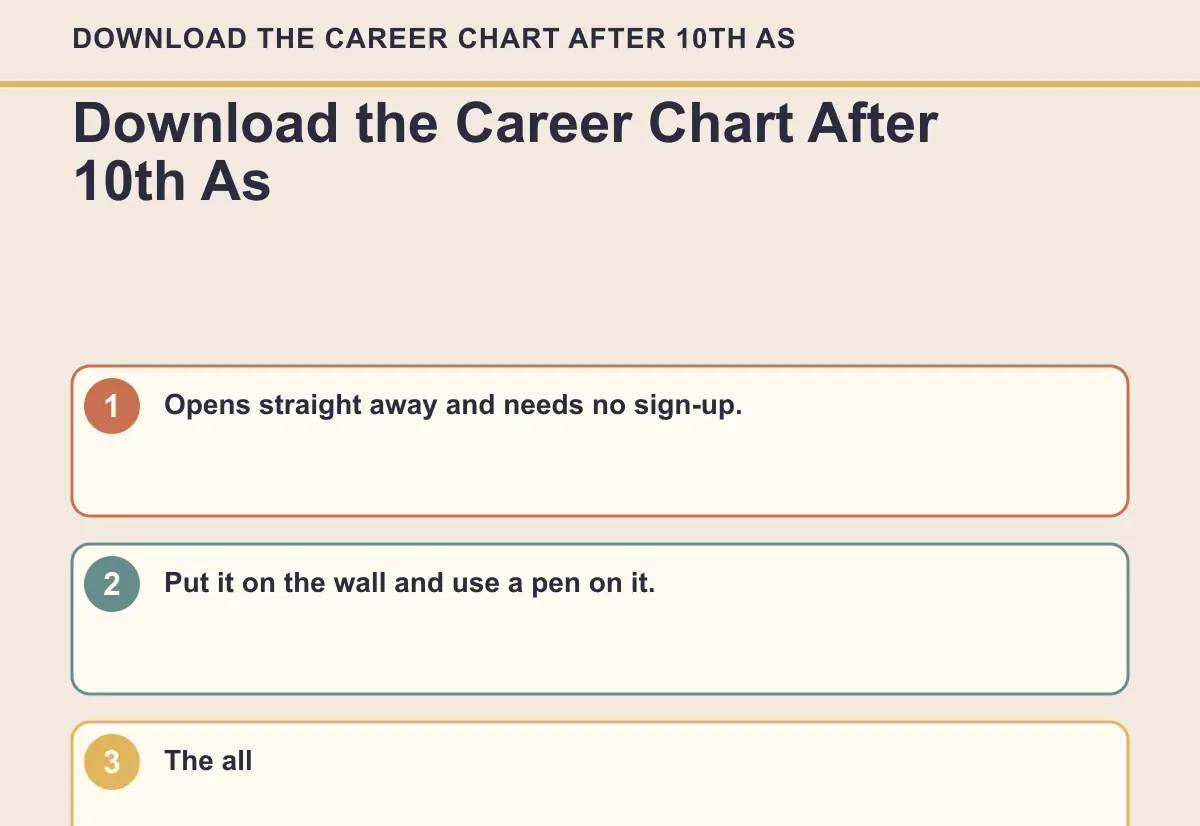 DOWNLOAD THE CAREER CHART AFTER 10TH AS
Download the Career Chart After
10th As
1 Opens straight away and needs no sign-up.
2 Put it on the wall and use a pen on it.
3 The all